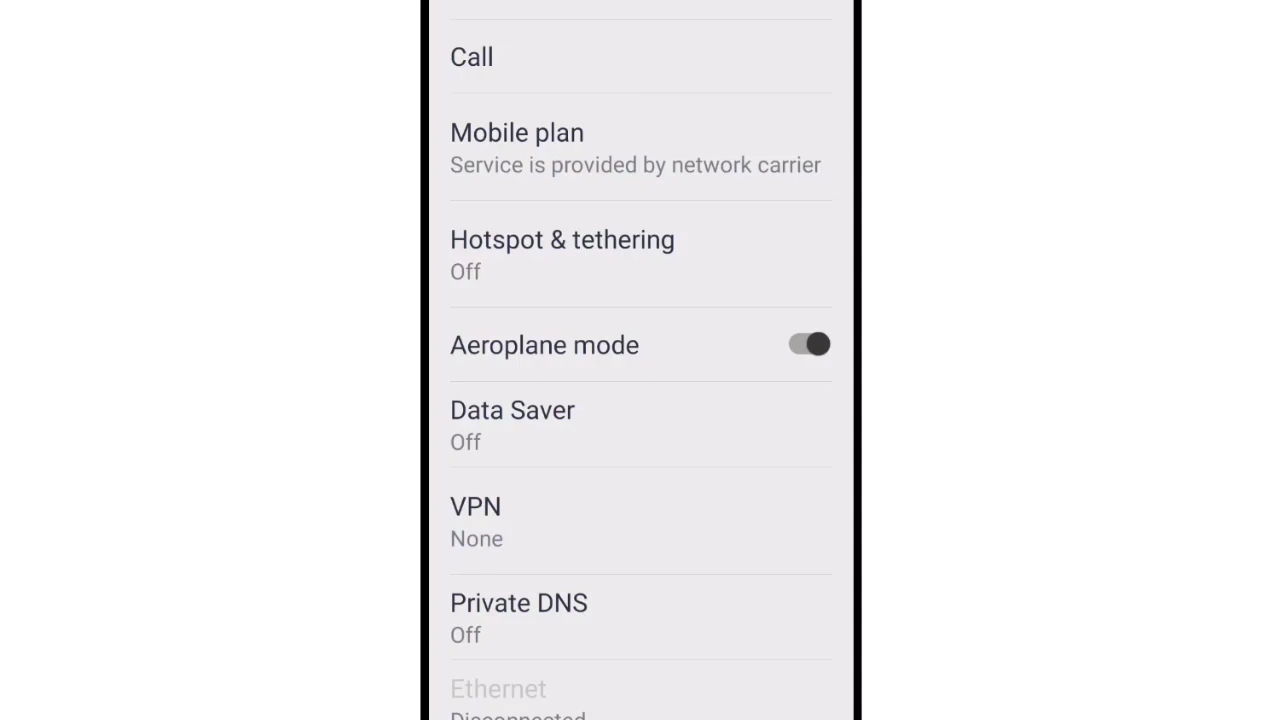 Call
Mobile plan
Service is provided by network carrier
Hotspot & tethering
Off
Aeroplane mode
Data Saver
Off
VPN
None
Private DNS
Off
Ethernet
Disconnected